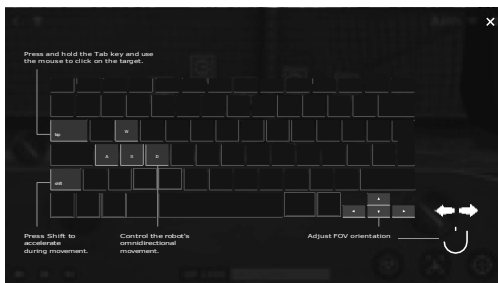 Press and hold the Tab key and use
the mouse to click on the target.
tab
W
A S D
shift
Press Shift to
accelerate
during movement.
Control the robot's
omnidirectional
movement.
Adjust FOV orientation